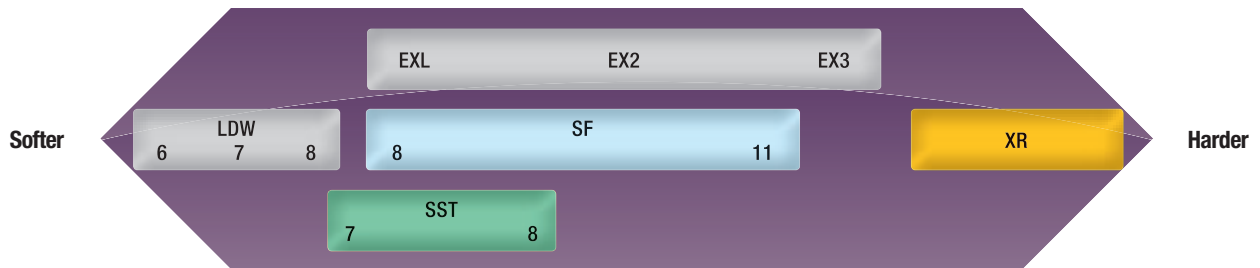 EXL EX2 EX3
Softer
LDW
6 7 8
SF
8 11
XR
Harder
SST
7 8